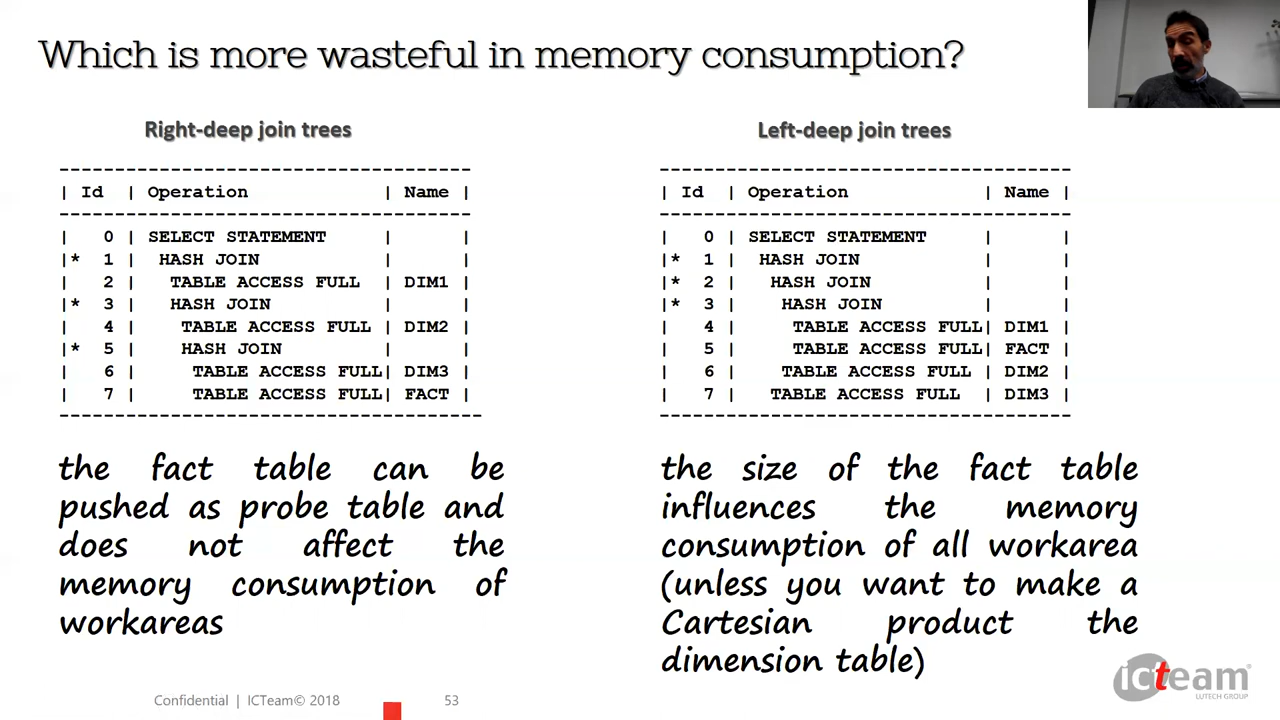 Which is more wasteful in memory consumption?
Right-deep join trees
---------------------------------------
| Id | Operation | Name |
---------------------------------------
| 0 | SELECT STATEMENT | |
|* 1 | HASH JOIN | |
| 2 | TABLE ACCESS FULL | DIM1 |
|* 3 | HASH JOIN | |
| 4 | TABLE ACCESS FULL | DIM2 |
|* 5 | HASH JOIN | |
| 6 | TABLE ACCESS FULL| DIM3 |
| 7 | TABLE ACCESS FULL| FACT |
----------------------------------------
the fact table can be
pushed as probe table and
does not affect the
memory consumption of
workareas
Left-deep join trees
---------------------------------------
| Id | Operation | Name |
---------------------------------------
| 0 | SELECT STATEMENT | |
|* 1 | HASH JOIN | |
|* 2 | HASH JOIN | |
|* 3 | HASH JOIN | |
| 4 | TABLE ACCESS FULL| DIM1 |
| 5 | TABLE ACCESS FULL| FACT |
| 6 | TABLE ACCESS FULL | DIM2 |
| 7 | TABLE ACCESS FULL | DIM3 |
---------------------------------------
the size of the fact table
influences the memory
consumption of all workarea
(unless you want to make a
Cartesian product the
dimension table)
Confidential | ICTeam© 2018 53
icteam
LUTECH GROUP